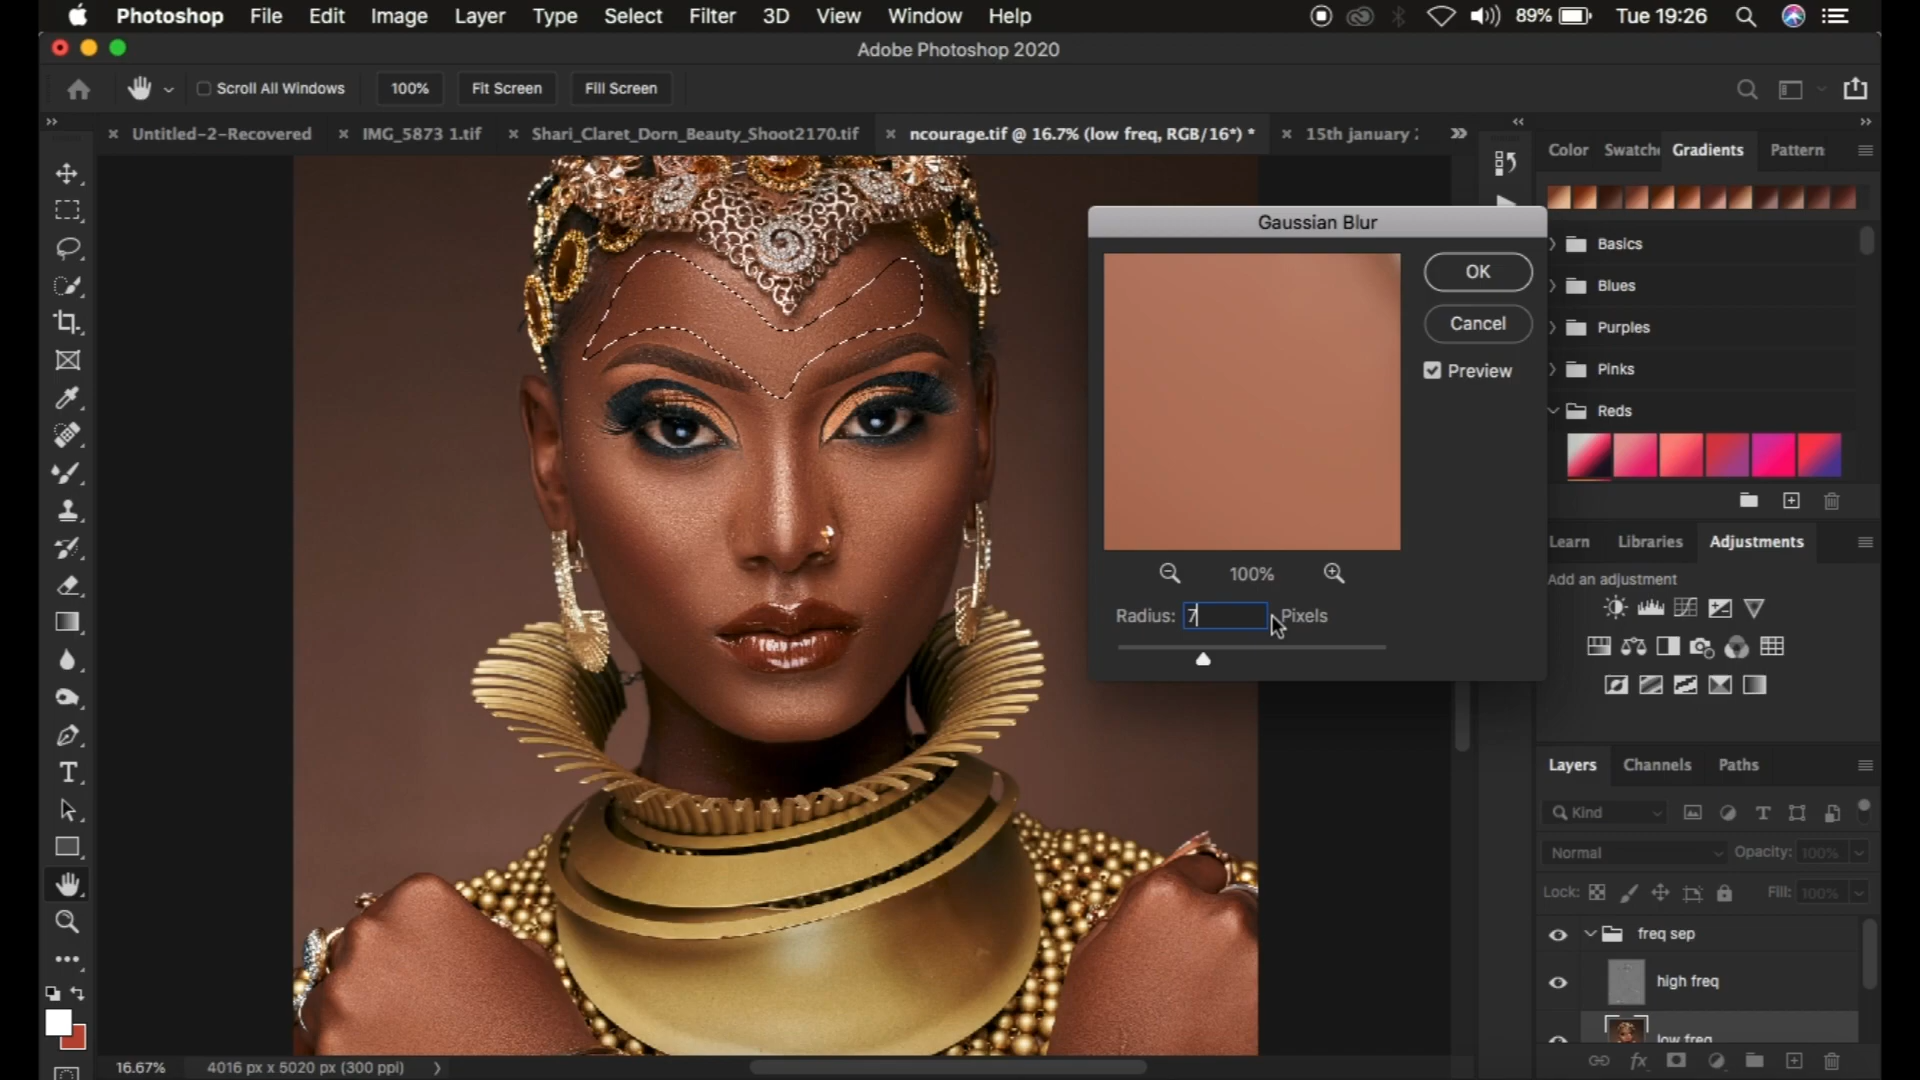 Photoshop File Edit Image Layer Type Select Filter 3D View Window Help 89% Tue 19:26
Adobe Photoshop 2020
Scroll All Windows 100% Fit Screen Fill Screen
Untitled-2-Recovered IMG_5873 1.tif Shari_Claret_Dorn_Beauty_Shoot2170.tif ncourage.tif @ 16.7% (low freq, RGB/16*) * 15th january
Color Swatche Gradients Pattern
Gaussian Blur
OK
Cancel
Preview
100%
Radius: 7 Pixels
Basics
Blues
Purples
Pinks
Reds
Learn Libraries Adjustments
Add an adjustment
Layers Channels Paths
Kind
Normal Opacity: 100%
Lock: Fill: 100%
freq sep
high freq
low freq
16.67% 4016 px x 5020 px (300 ppi)